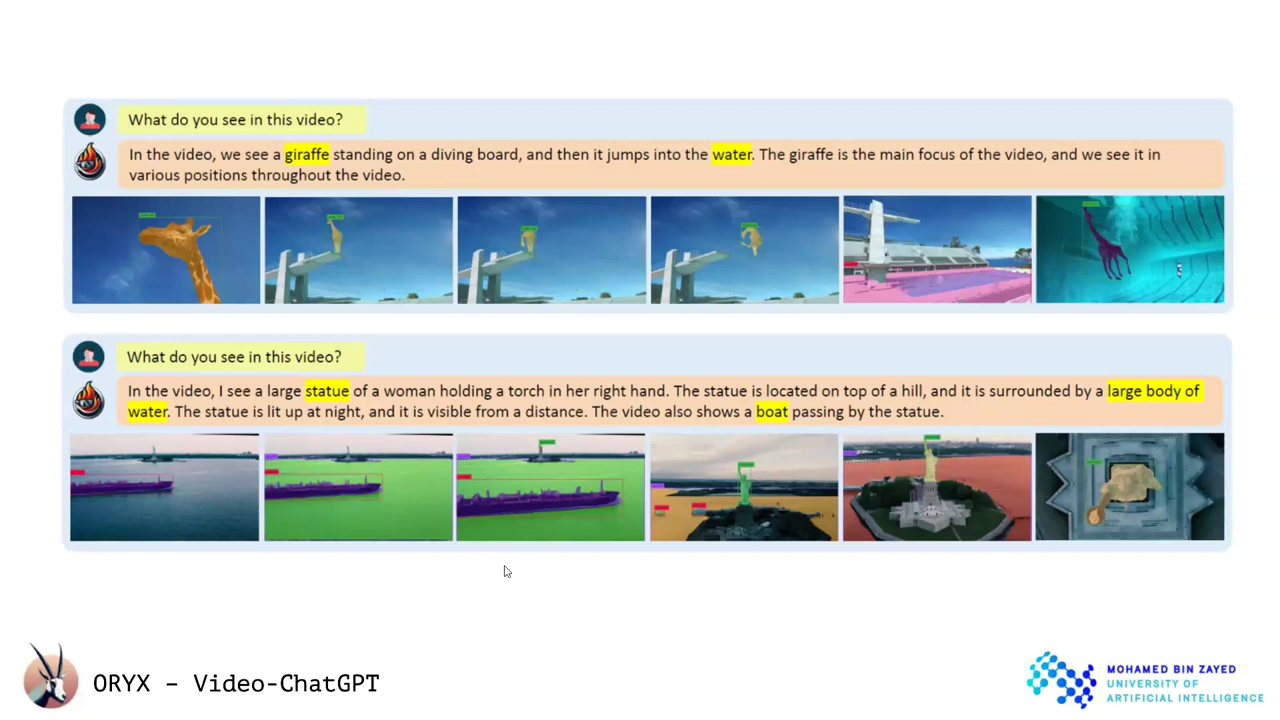 What do you see in this video?
In the video, we see a giraffe standing on a diving board, and then it jumps into the water. The giraffe is the main focus of the video, and we see it in
various positions throughout the video.
What do you see in this video?
In the video, I see a large statue of a woman holding a torch in her right hand. The statue is located on top of a hill, and it is surrounded by a large body of
water. The statue is lit up at night, and it is visible from a distance. The video also shows a boat passing by the statue.
ORYX – Video-ChatGPT
MOHAMED BIN ZAYED
UNIVERSITY OF
ARTIFICIAL INTELLIGENCE